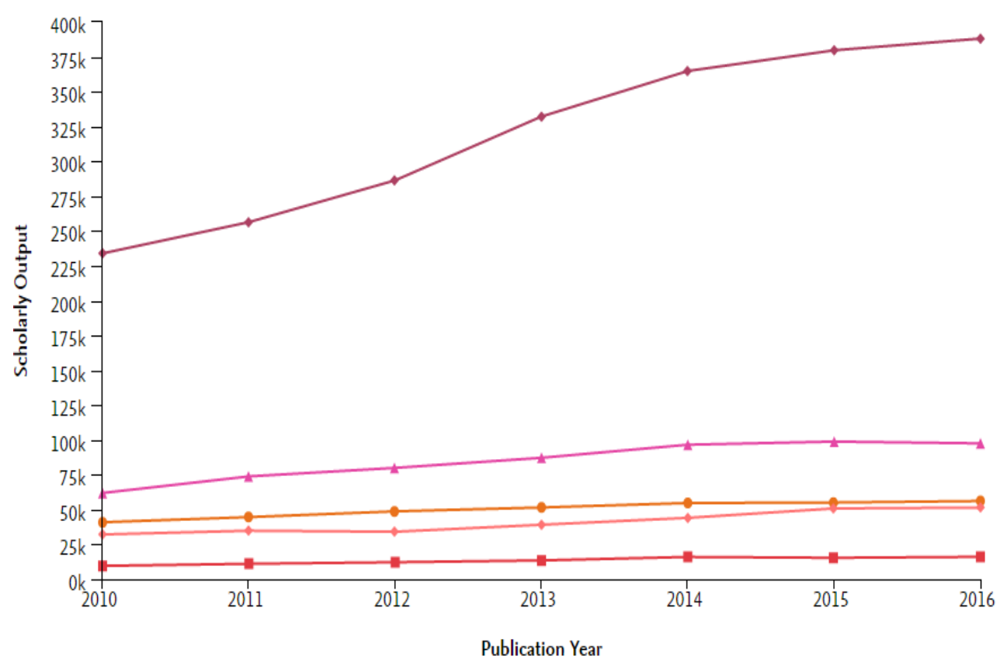 400k
375k
350k
325k
300k
275k
250k
225k
200k
175k
150k
125k
100k
75k
50k
25k
0k
Scholarly Output
2010 2011 2012 2013 2014 2015 2016
Publication Year